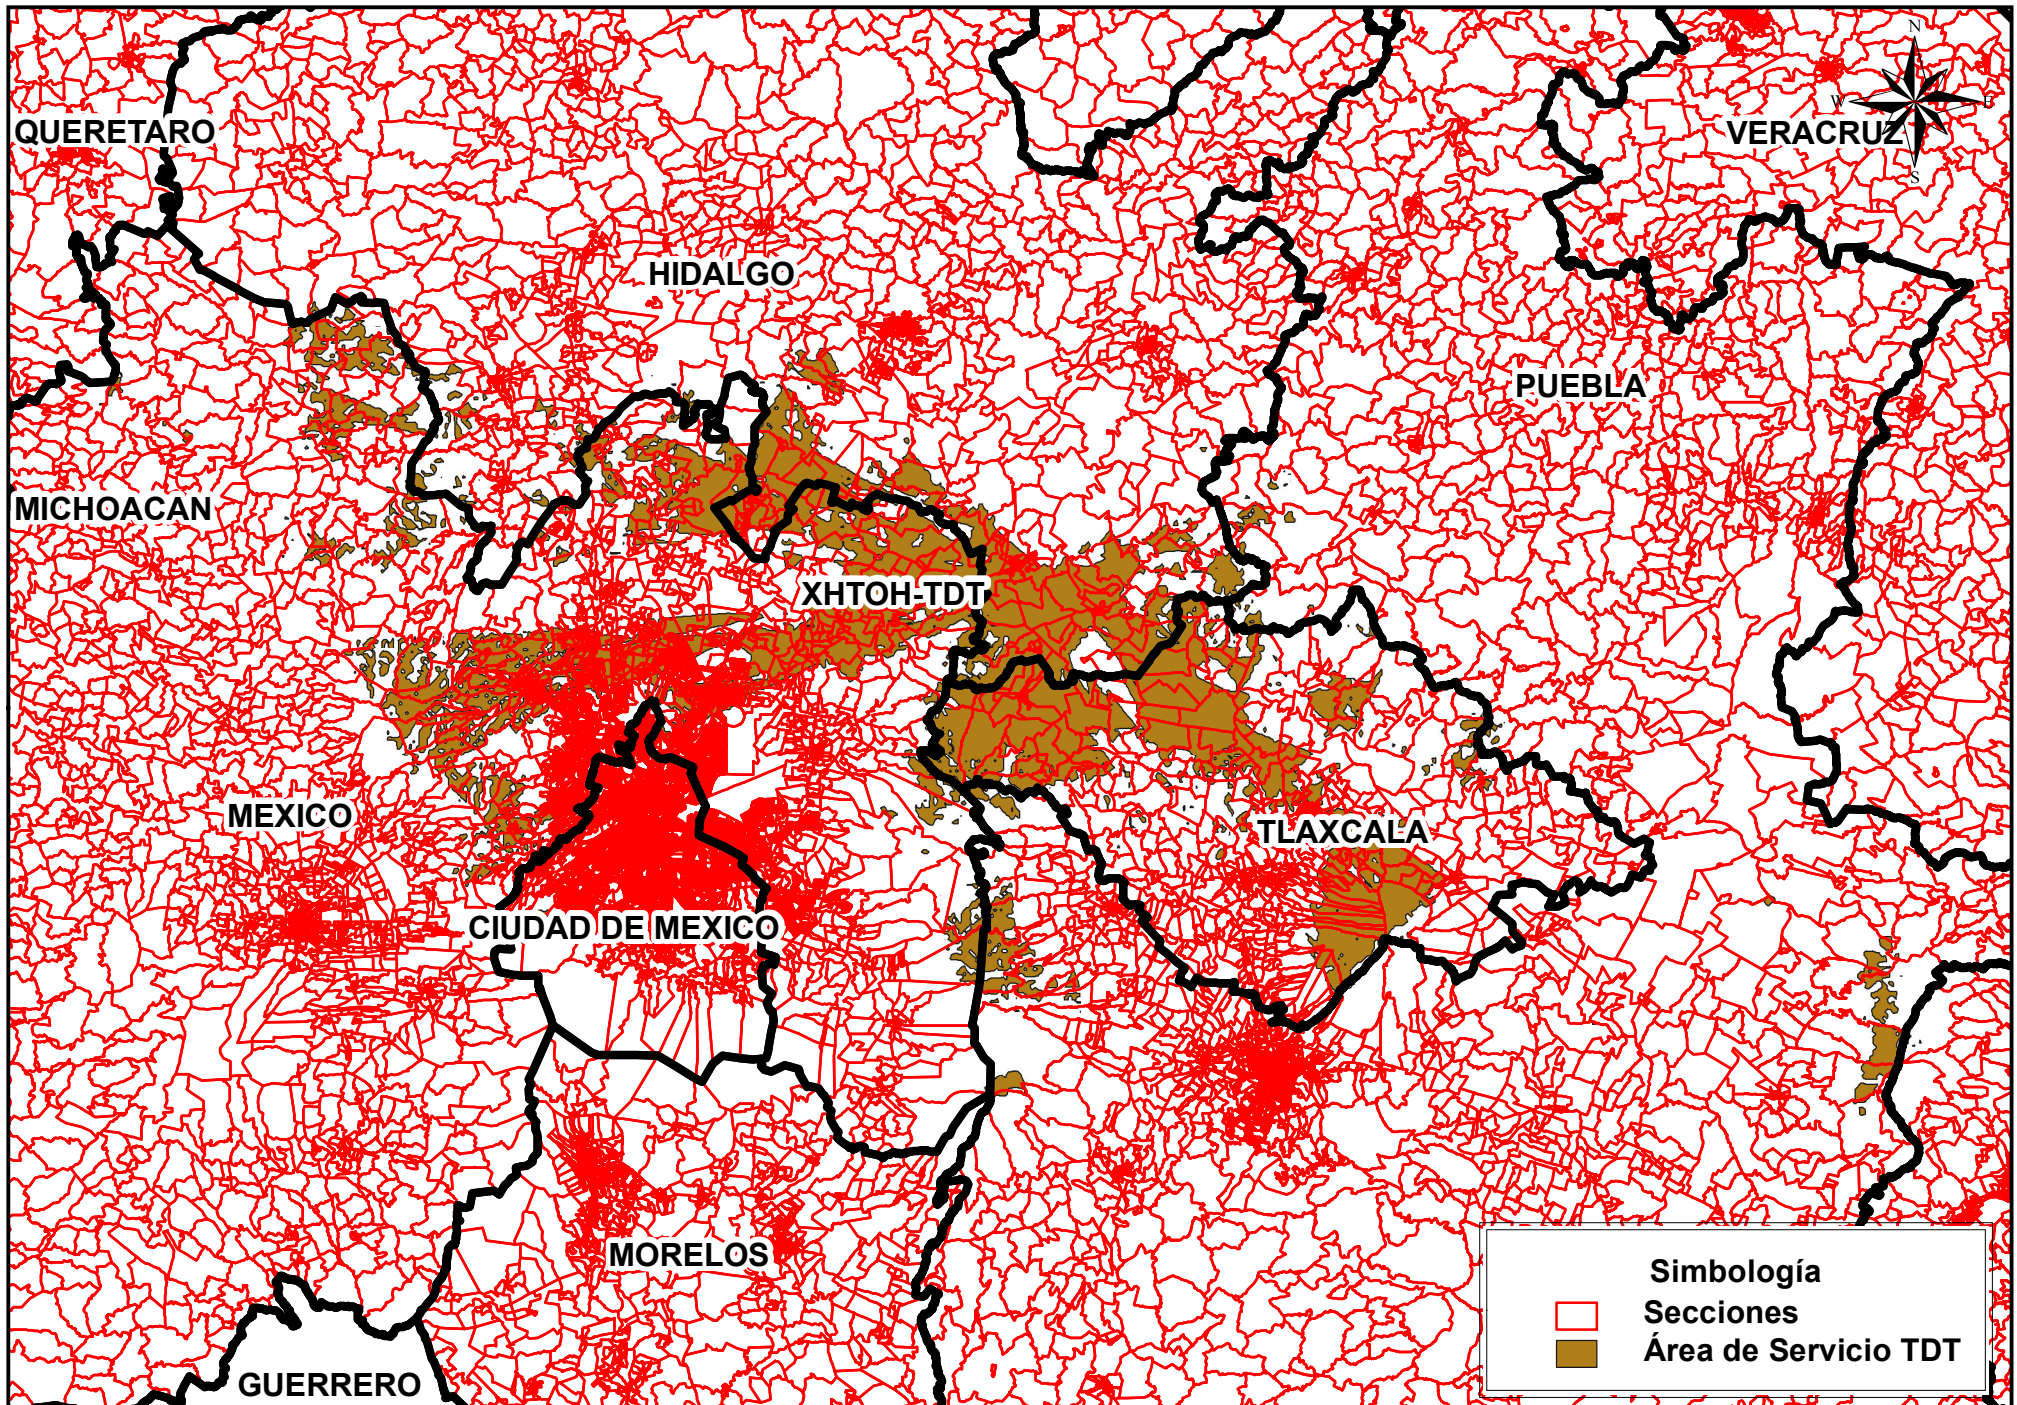 N
W
E
S
QUERETARO
VERACRUZ
HIDALGO
PUEBLA
MICHOACAN
XHTOH-TDT
MEXICO
TLAXCALA
CIUDAD DE MEXICO
MORELOS
GUERRERO
Simbología
Secciones
Área de Servicio TDT